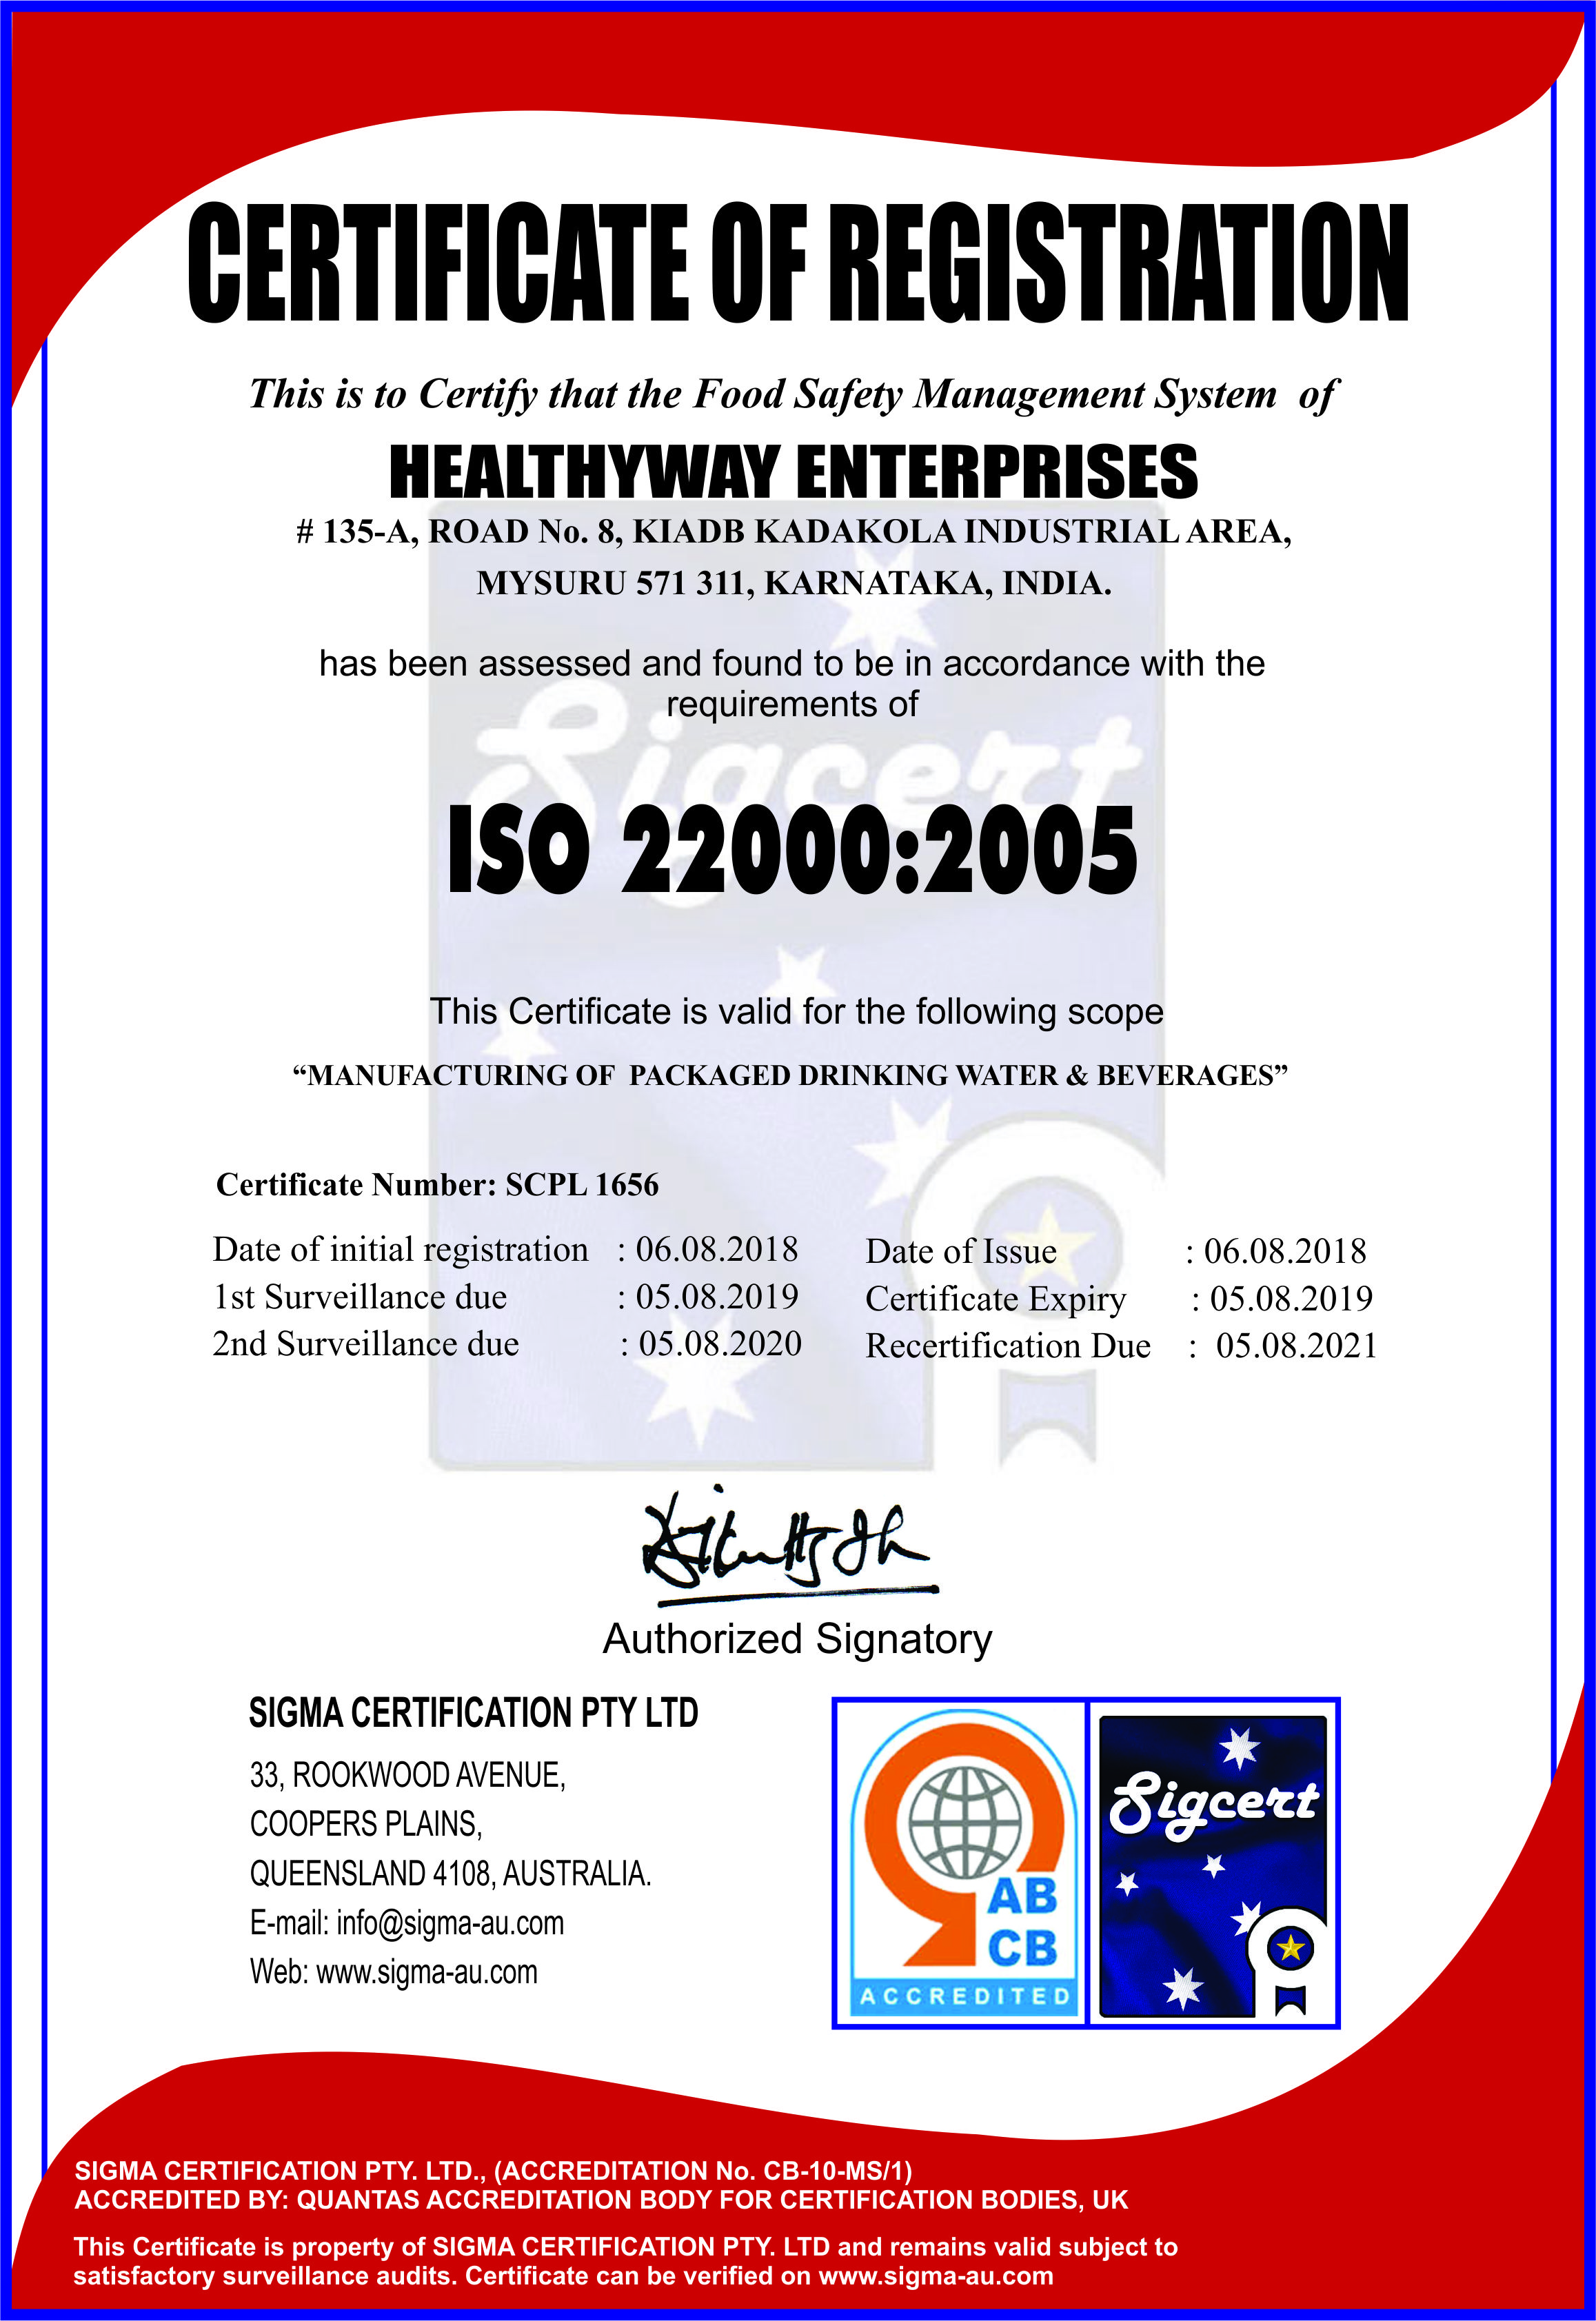 CERTIFICATE OF REGISTRATION
This is to Certify that the Food Safety Management System of
HEALTHYWAY ENTERPRISES
# 135-A, ROAD No. 8, KIADB KADAKOLA INDUSTRIAL AREA,
MYSURU 571 311, KARNATAKA, INDIA.
has been assessed and found to be in accordance with the
requirements of
Sigcert
ISO 22000:2005
This Certificate is valid for the following scope
“MANUFACTURING OF PACKAGED DRINKING WATER & BEVERAGES”
Certificate Number: SCPL 1656
Date of initial registration : 06.08.2018
1st Surveillance due : 05.08.2019
2nd Surveillance due : 05.08.2020
Date of Issue : 06.08.2018
Certificate Expiry : 05.08.2019
Recertification Due : 05.08.2021
Authorized Signatory
SIGMA CERTIFICATION PTY LTD
33, ROOKWOOD AVENUE,
COOPERS PLAINS,
QUEENSLAND 4108, AUSTRALIA.
E-mail: info@sigma-au.com
Web: www.sigma-au.com
AB
CB
ACCREDITED
Sigcert
SIGMA CERTIFICATION PTY. LTD., (ACCREDITATION No. CB-10-MS/1)
ACCREDITED BY: QUANTAS ACCREDITATION BODY FOR CERTIFICATION BODIES, UK
This Certificate is property of SIGMA CERTIFICATION PTY. LTD and remains valid subject to
satisfactory surveillance audits. Certificate can be verified on www.sigma-au.com